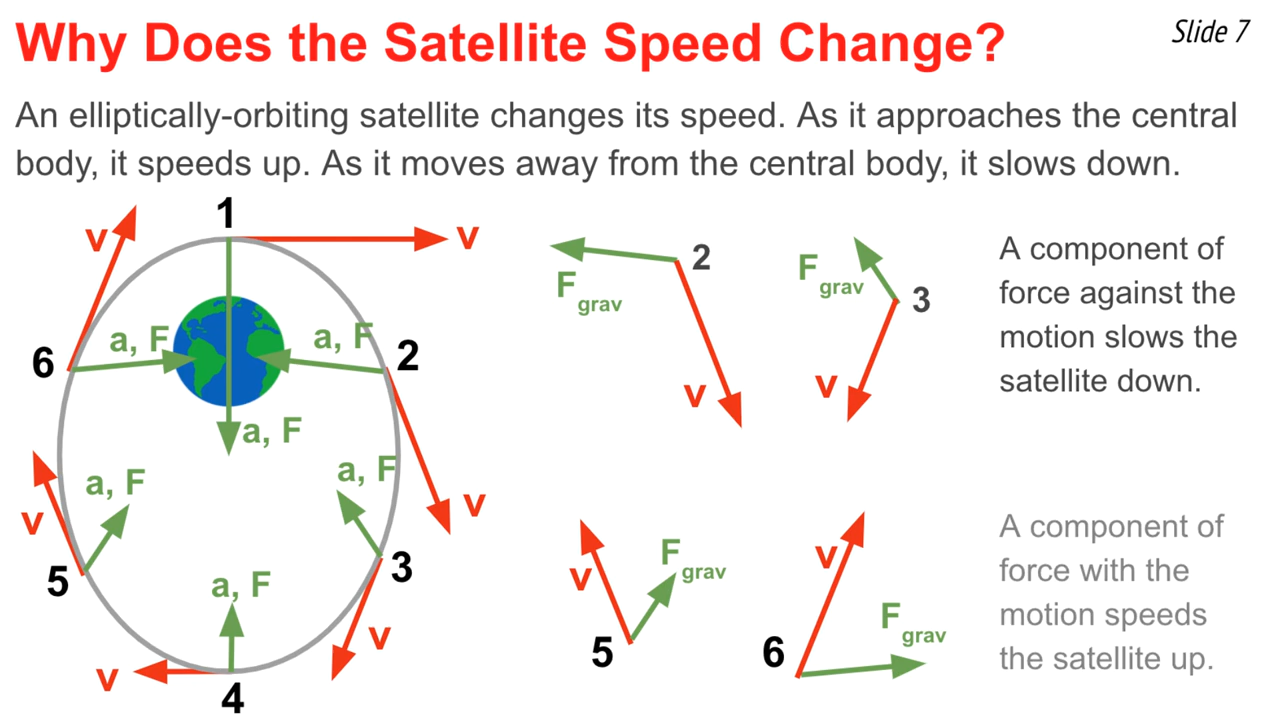 Why Does the Satellite Speed Change?
Slide 7
An elliptically-orbiting satellite changes its speed. As it approaches the central
body, it speeds up. As it moves away from the central body, it slows down.
1
v
v
6
a, F
a, F
2
a, F
a, F
a, F
v
v
5
3
a, F
v
v
4
2
F grav
v
F grav
3
v
A component of
force against the
motion slows the
satellite down.
v
F grav
5
v
6
F grav
A component of
force with the
motion speeds
the satellite up.